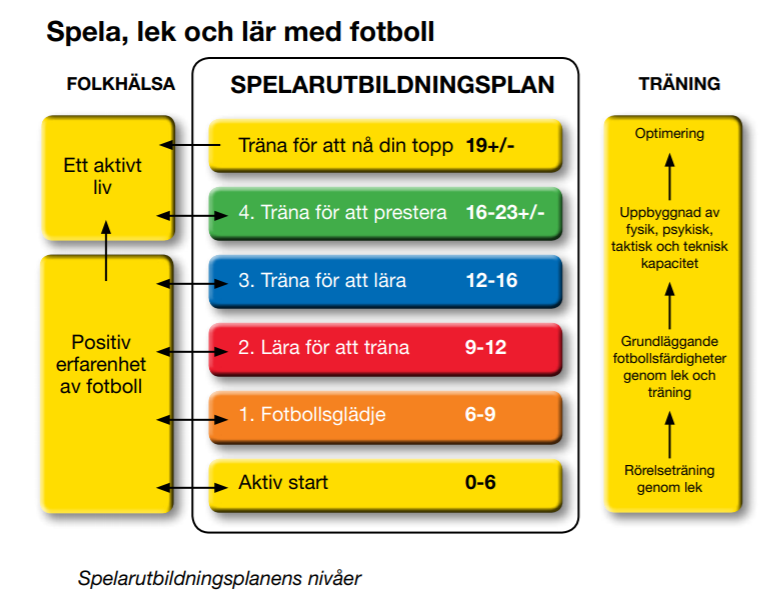 Spela, lek och lär med fotboll
FOLKHÄLSA
Ett aktivt
liv
Positiv
erfarenhet
av fotboll
SPELARUTBILDNINGSPLAN
Träna för att nå din topp 19+/-
4. Träna för att prestera 16-23+/-
3. Träna för att lära 12-16
2. Lära för att träna 9-12
1. Fotbollsglädje 6-9
Aktiv start 0-6
TRÄNING
Optimering
Uppbyggnad av
fysik, psykisk,
taktisk och teknisk
kapacitet
Grundläggande
fotbollsfärdigheter
genom lek och
träning
Rörelseträning
genom lek
Spelarutbildningsplanens nivåer